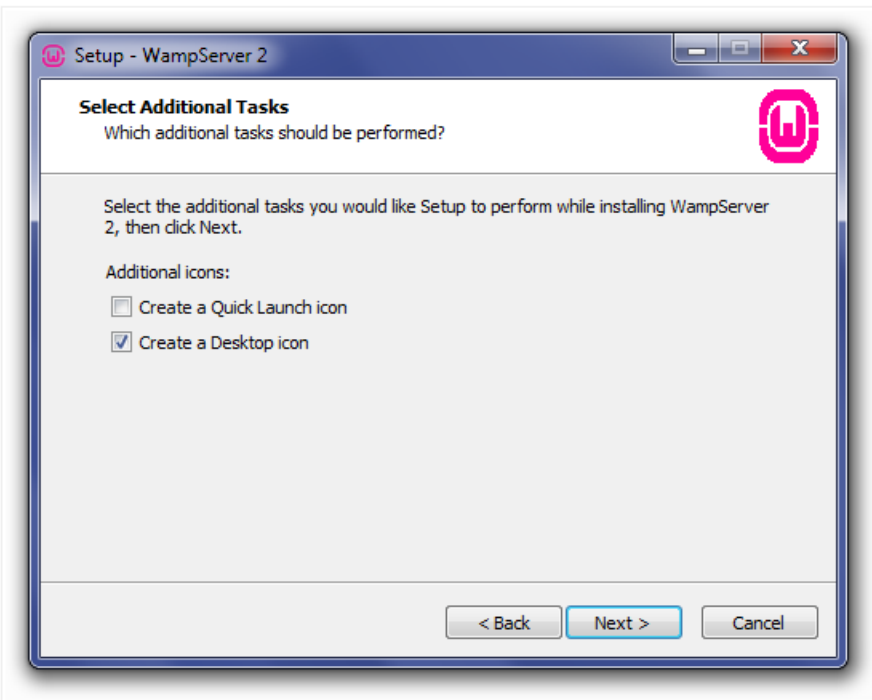 Setup - WampServer 2
Select Additional Tasks
Which additional tasks should be performed?
Select the additional tasks you would like Setup to perform while installing WampServer
2, then click Next.
Additional icons:
Create a Quick Launch icon
Create a Desktop icon
< Back
Next >
Cancel